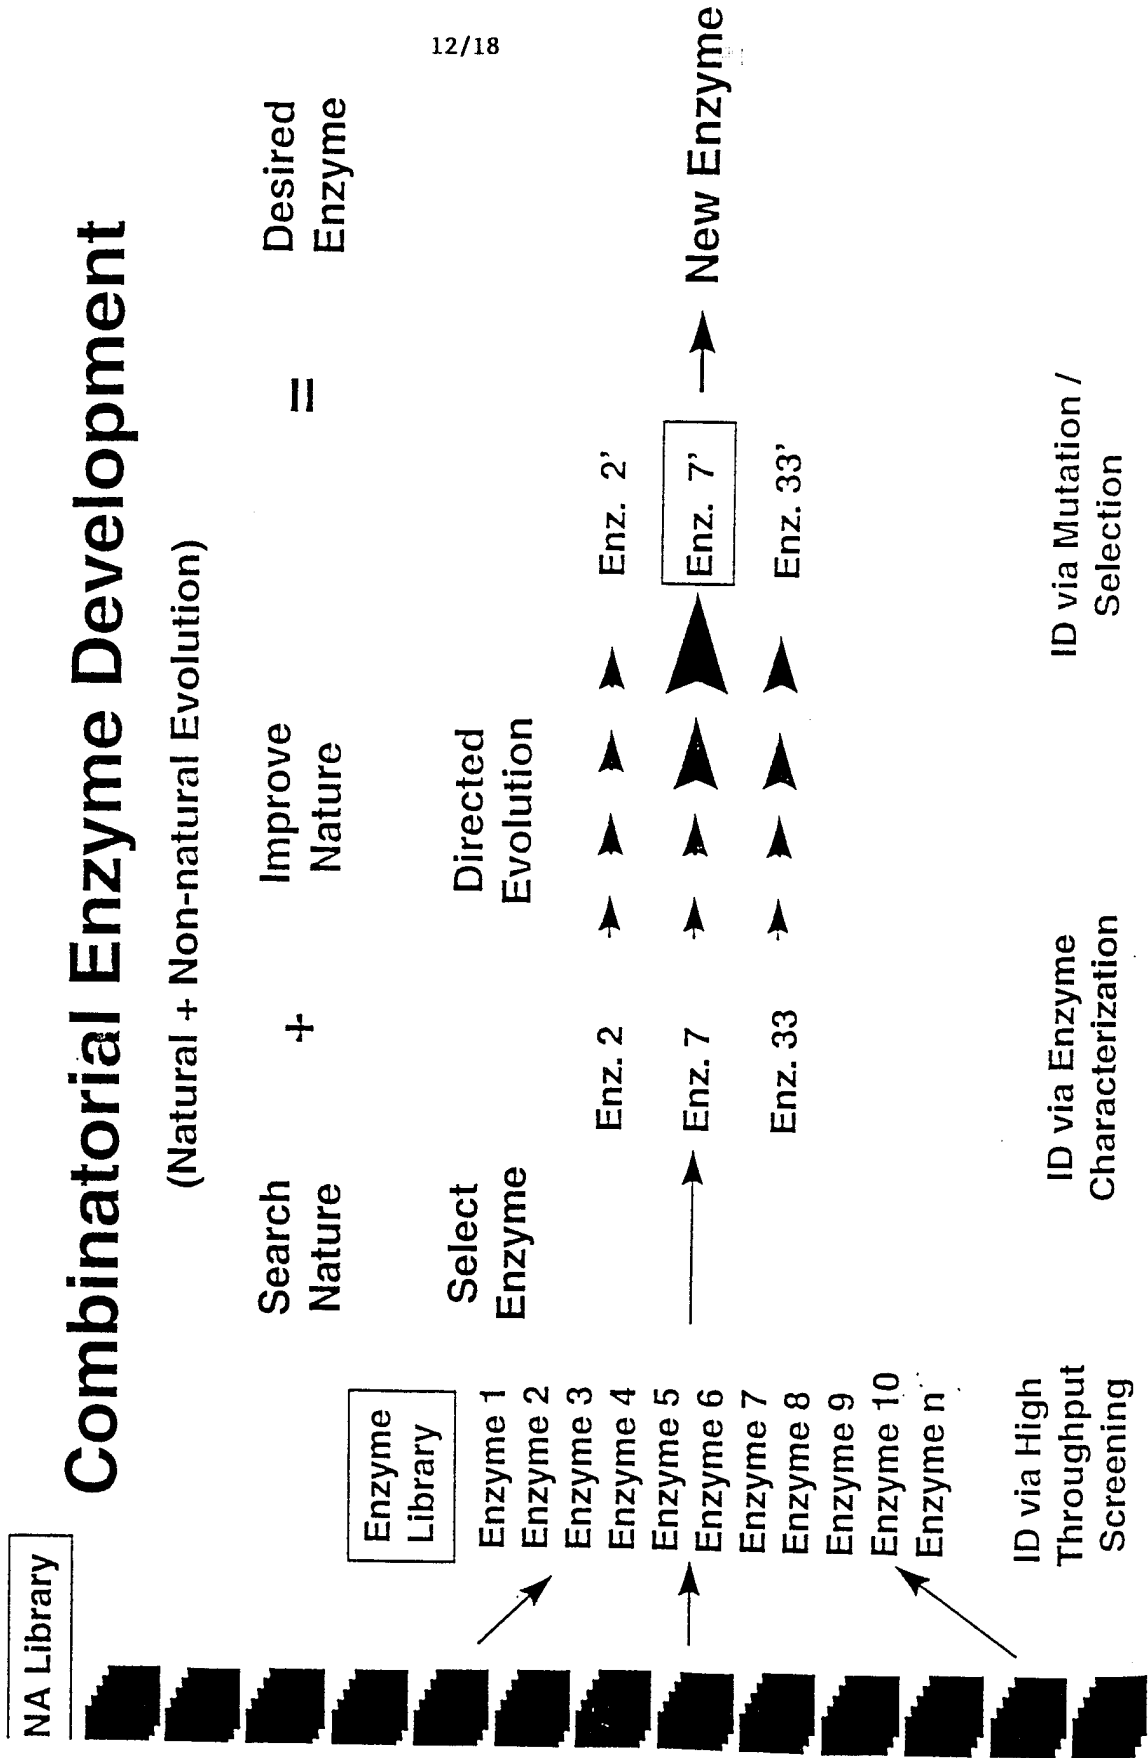 12/18
NA Library
Combinatorial Enzyme Development
(Natural + Non-natural Evolution)
Search
Nature
+
Improve
Nature
=
Desired
Enzyme
Enzyme
Library
Select
Enzyme
Directed
Evolution
Enzyme 1
Enzyme 2
Enzyme 3
Enzyme 4
Enzyme 5
Enzyme 6
Enzyme 7
Enzyme 8
Enzyme 9
Enzyme 10
Enzyme n
Enz. 2
Enz. 7
Enz. 33
Enz. 2'
Enz. 7'
Enz. 33'
New Enzyme
ID via High
Throughput
Screening
ID via Enzyme
Characterization
ID via Mutation /
Selection